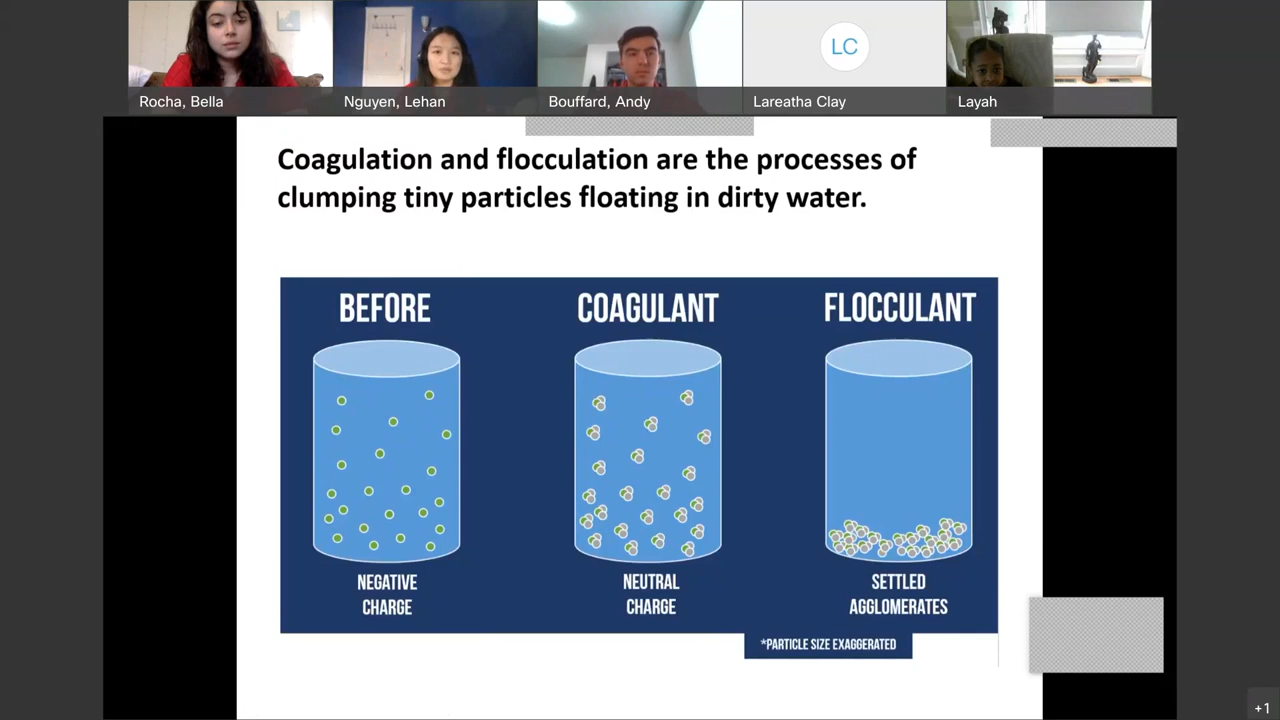 Rocha, Bella
Nguyen, Lehan
Bouffard, Andy
LC
Lareatha Clay
Layah
Coagulation and flocculation are the processes of
clumping tiny particles floating in dirty water.
BEFORE
COAGULANT
FLOCCULANT
NEGATIVE
CHARGE
NEUTRAL
CHARGE
SETTLED
AGGLOMERATES
*PARTICLE SIZE EXAGGERATED
+1